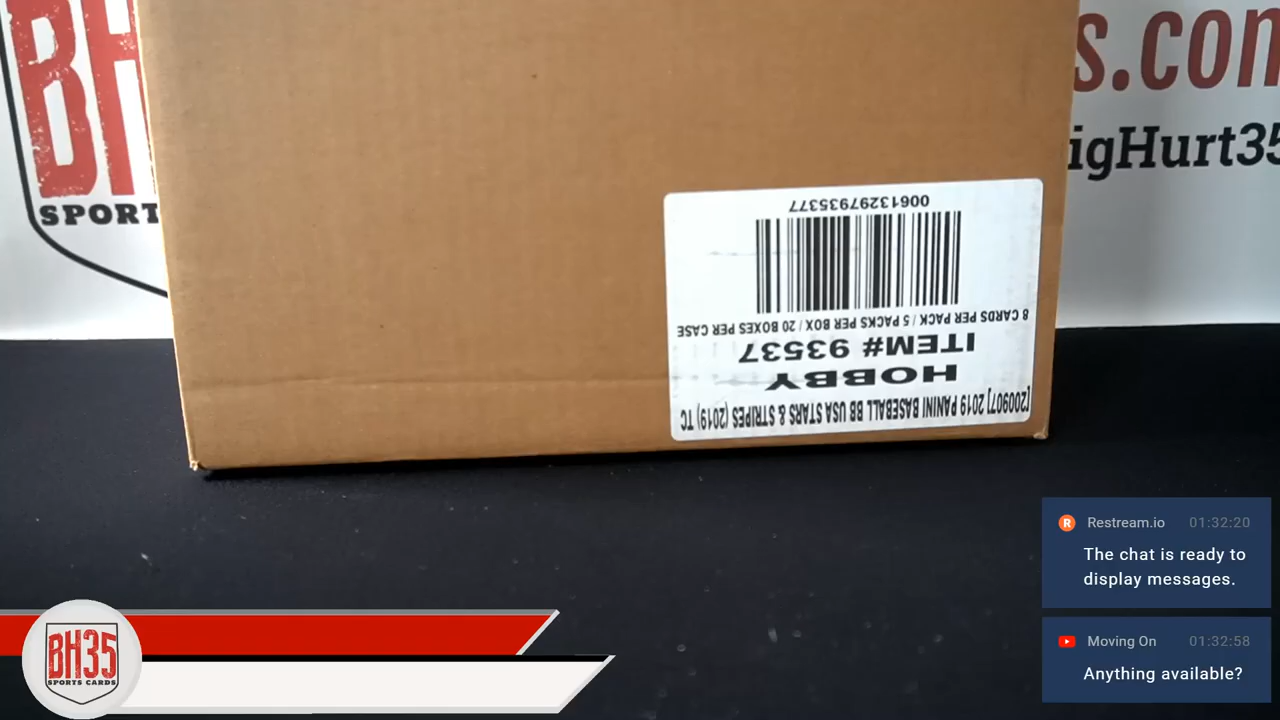 BH
SPORT
s.com
igHurt35
[200907] 2019 PANINI BASEBALL BB USA STARS & STRIPES (2019) TC
HOBBY
ITEM# 93537
8 CARDS PER PACK / 5 PACKS PER BOX / 20 BOXES PER CASE
00613297935377
R Restream.io 01:32:20
The chat is ready to
display messages.
Moving On 01:32:58
Anything available?
BH35
SPORTS CARDS